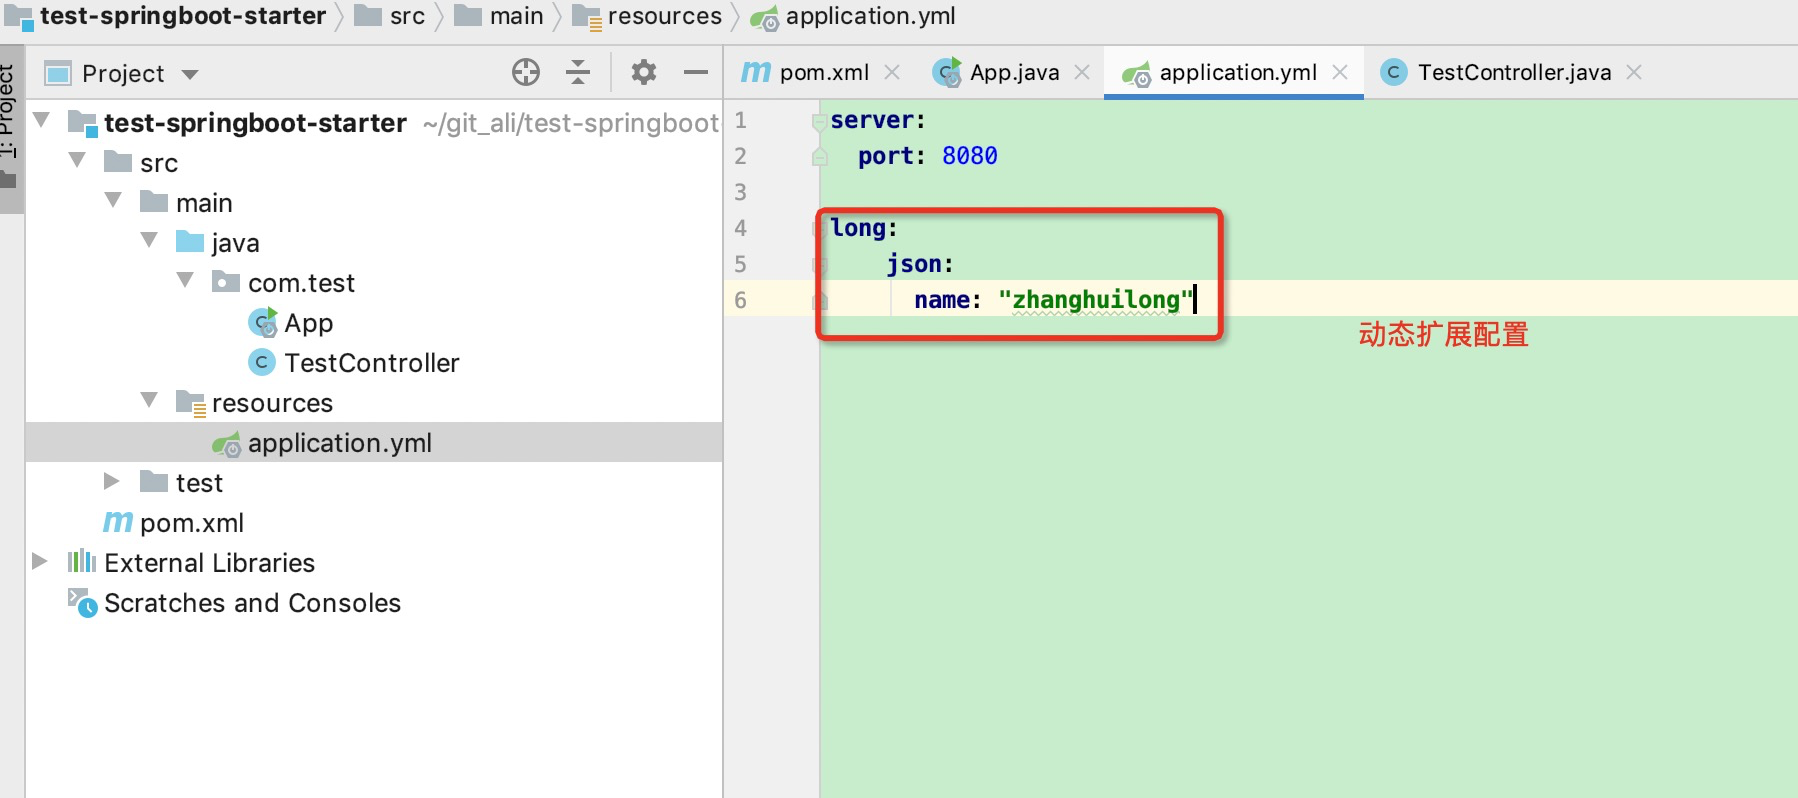 test-springboot-starter src main resources application.yml
1: Project
Project
pom.xml App.java application.yml TestController.java
test-springboot-starter ~/git_ali/test-springboot-
src
main
java
com.test
App
TestController
resources
application.yml
test
pom.xml
External Libraries
Scratches and Consoles
1 server:
2 port: 8080
3
4 long:
5 json:
6 name: "zhanghuilong"
动态扩展配置